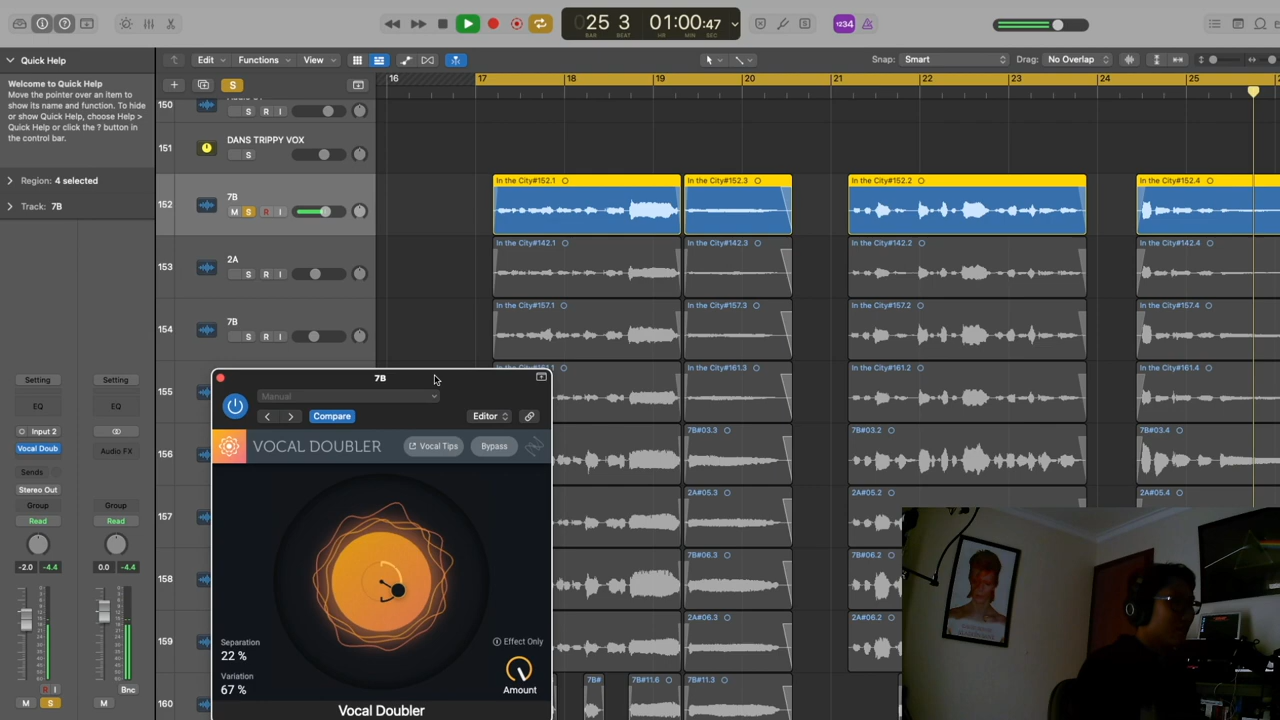 25 3 01:00:47
BAR BEAT HR MIN SEC
1234
Quick Help
Edit Functions View
Snap: Smart Drag: No Overlap
Welcome to Quick Help
Move the pointer over an item to
show its name and function. To hide
or show Quick Help, choose Help >
Quick Help or click the ? button in
the control bar.
Region: 4 selected
Track: 7B
16 17 18 19 20 21 22 23 24 25
S
150
S R I
151 DANS TRIPPY VOX
S
152 7B
M S R I
In the City#152.1 In the City#152.3 In the City#152.2 In the City#152.4
153 2A
S R I
In the City#142.1 In the City#142.3 In the City#142.2 In the City#142.4
154 7B
S R I
In the City#157.1 In the City#157.3 In the City#157.2 In the City#157.4
155
In the City#161.1 In the City#161.3 In the City#161.2 In the City#161.4
156
7B#03.3 7B#03.2 7B#03.4
157
2A#05.3 2A#05.2 2A#05.4
158
7B#06.3 7B#06.2
159
2A#06.3 2A#06.2
160
7B# 7B#11.6 7B#11.3
Setting Setting
EQ EQ
Input 2
Vocal Doub Audio FX
Sends
Stereo Out
Group Group
Read Read
-2.0 -4.4 0.0 -4.4
R I Bnc
M S M
7B
Manual
Compare Editor
VOCAL DOUBLER Vocal Tips Bypass
Separation
22 %
Variation
67 %
Effect Only
Amount
Vocal Doubler